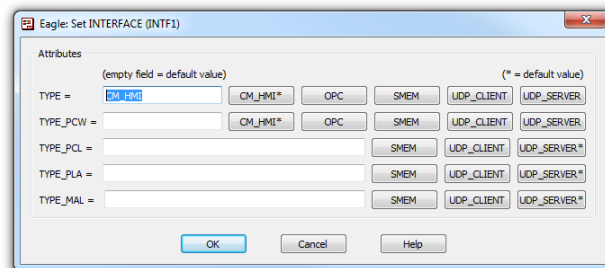 Eagle: Set INTERFACE (INTF1)
Attributes
(empty field = default value) (* = default value)
TYPE = CM_HMI CM_HMI* OPC SMEM UDP_CLIENT UDP_SERVER
TYPE_PCW = CM_HMI* OPC SMEM UDP_CLIENT UDP_SERVER
TYPE_PCL = SMEM UDP_CLIENT UDP_SERVER*
TYPE_PLA = SMEM UDP_CLIENT UDP_SERVER*
TYPE_MAL = SMEM UDP_CLIENT UDP_SERVER*
OK Cancel Help